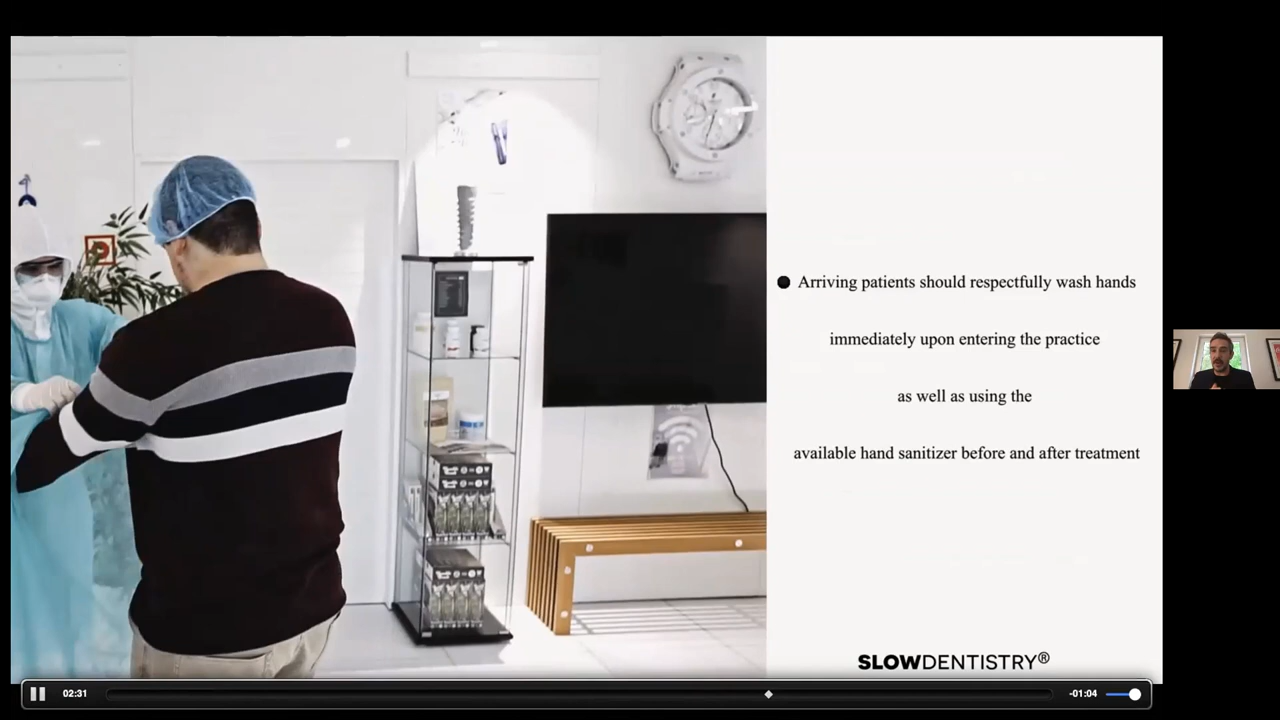 Arriving patients should respectfully wash hands
immediately upon entering the practice
as well as using the
available hand sanitizer before and after treatment
SLOWDENTISTRY®
02:31
-01:04